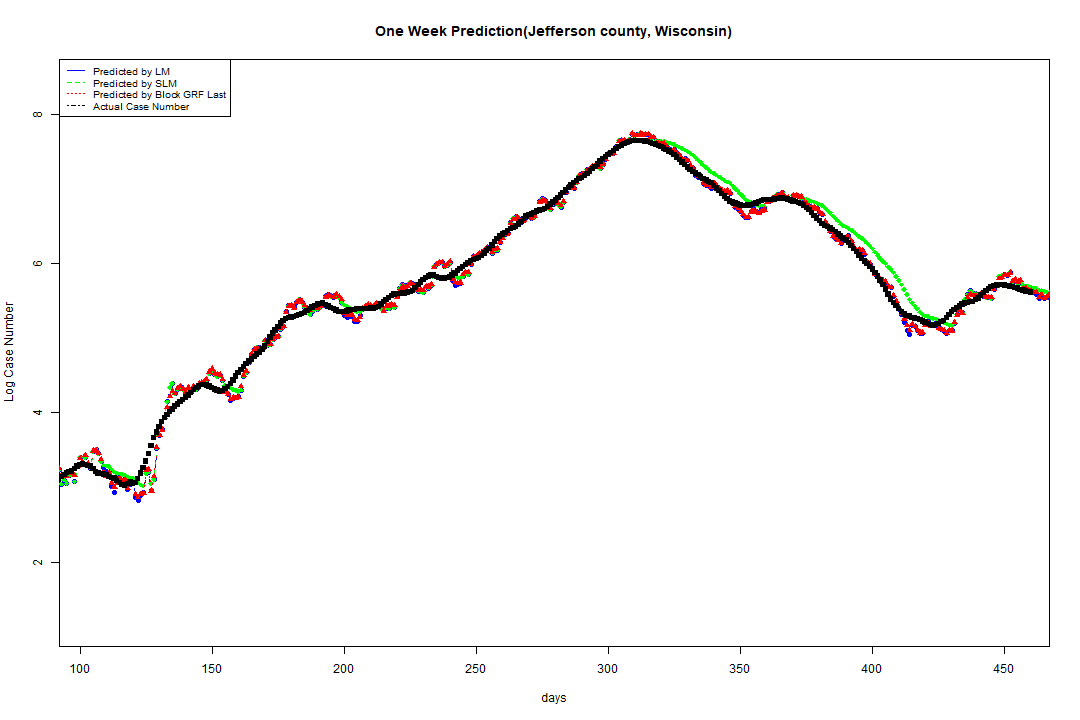 One Week Prediction(Jefferson county, Wisconsin)
Predicted by LM
Predicted by SLM
Predicted by Block GRF Last
Actual Case Number
8
6
4
2
Log Case Number
100 150 200 250 300 350 400 450
days